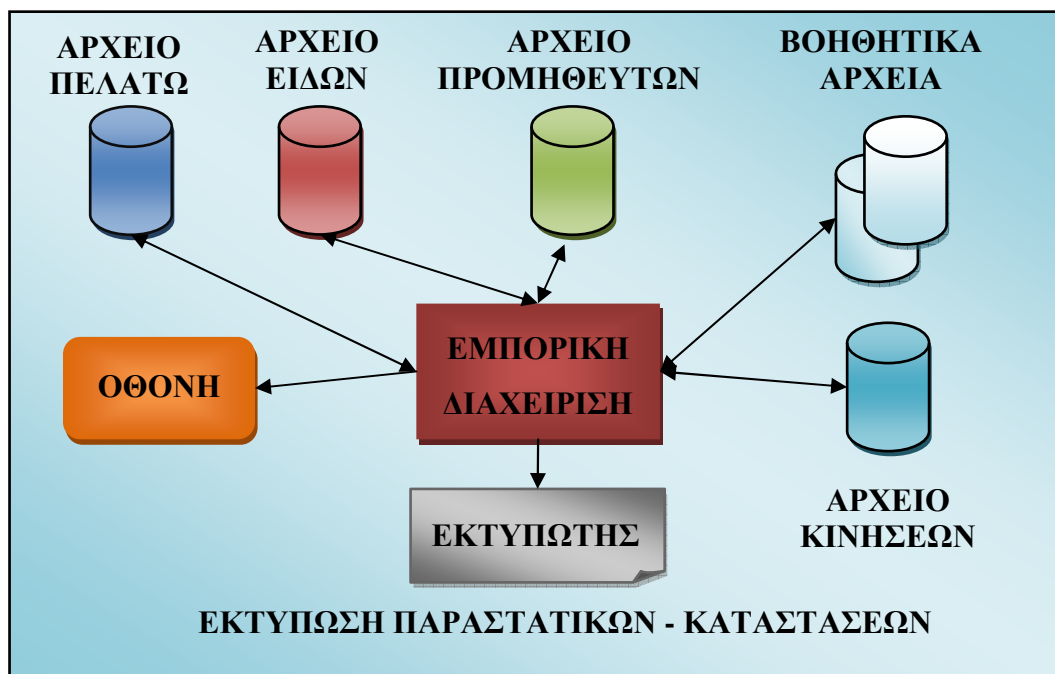 ΑΡΧΕΙΟ
ΠΕΛΑΤΩ
ΑΡΧΕΙΟ
ΕΙΔΩΝ
ΑΡΧΕΙΟ
ΠΡΟΜΗΘΕΥΤΩΝ
ΒΟΗΘΗΤΙΚΑ
ΑΡΧΕΙΑ
ΟΘΟΝΗ
ΕΜΠΟΡΙΚΗ
ΔΙΑΧΕΙΡΙΣΗ
ΕΚΤΥΠΩΤΗΣ
ΑΡΧΕΙΟ
ΚΙΝΗΣΕΩΝ
ΕΚΤΥΠΩΣΗ ΠΑΡΑΣΤΑΤΙΚΩΝ - ΚΑΤΑΣΤΑΣΕΩΝ